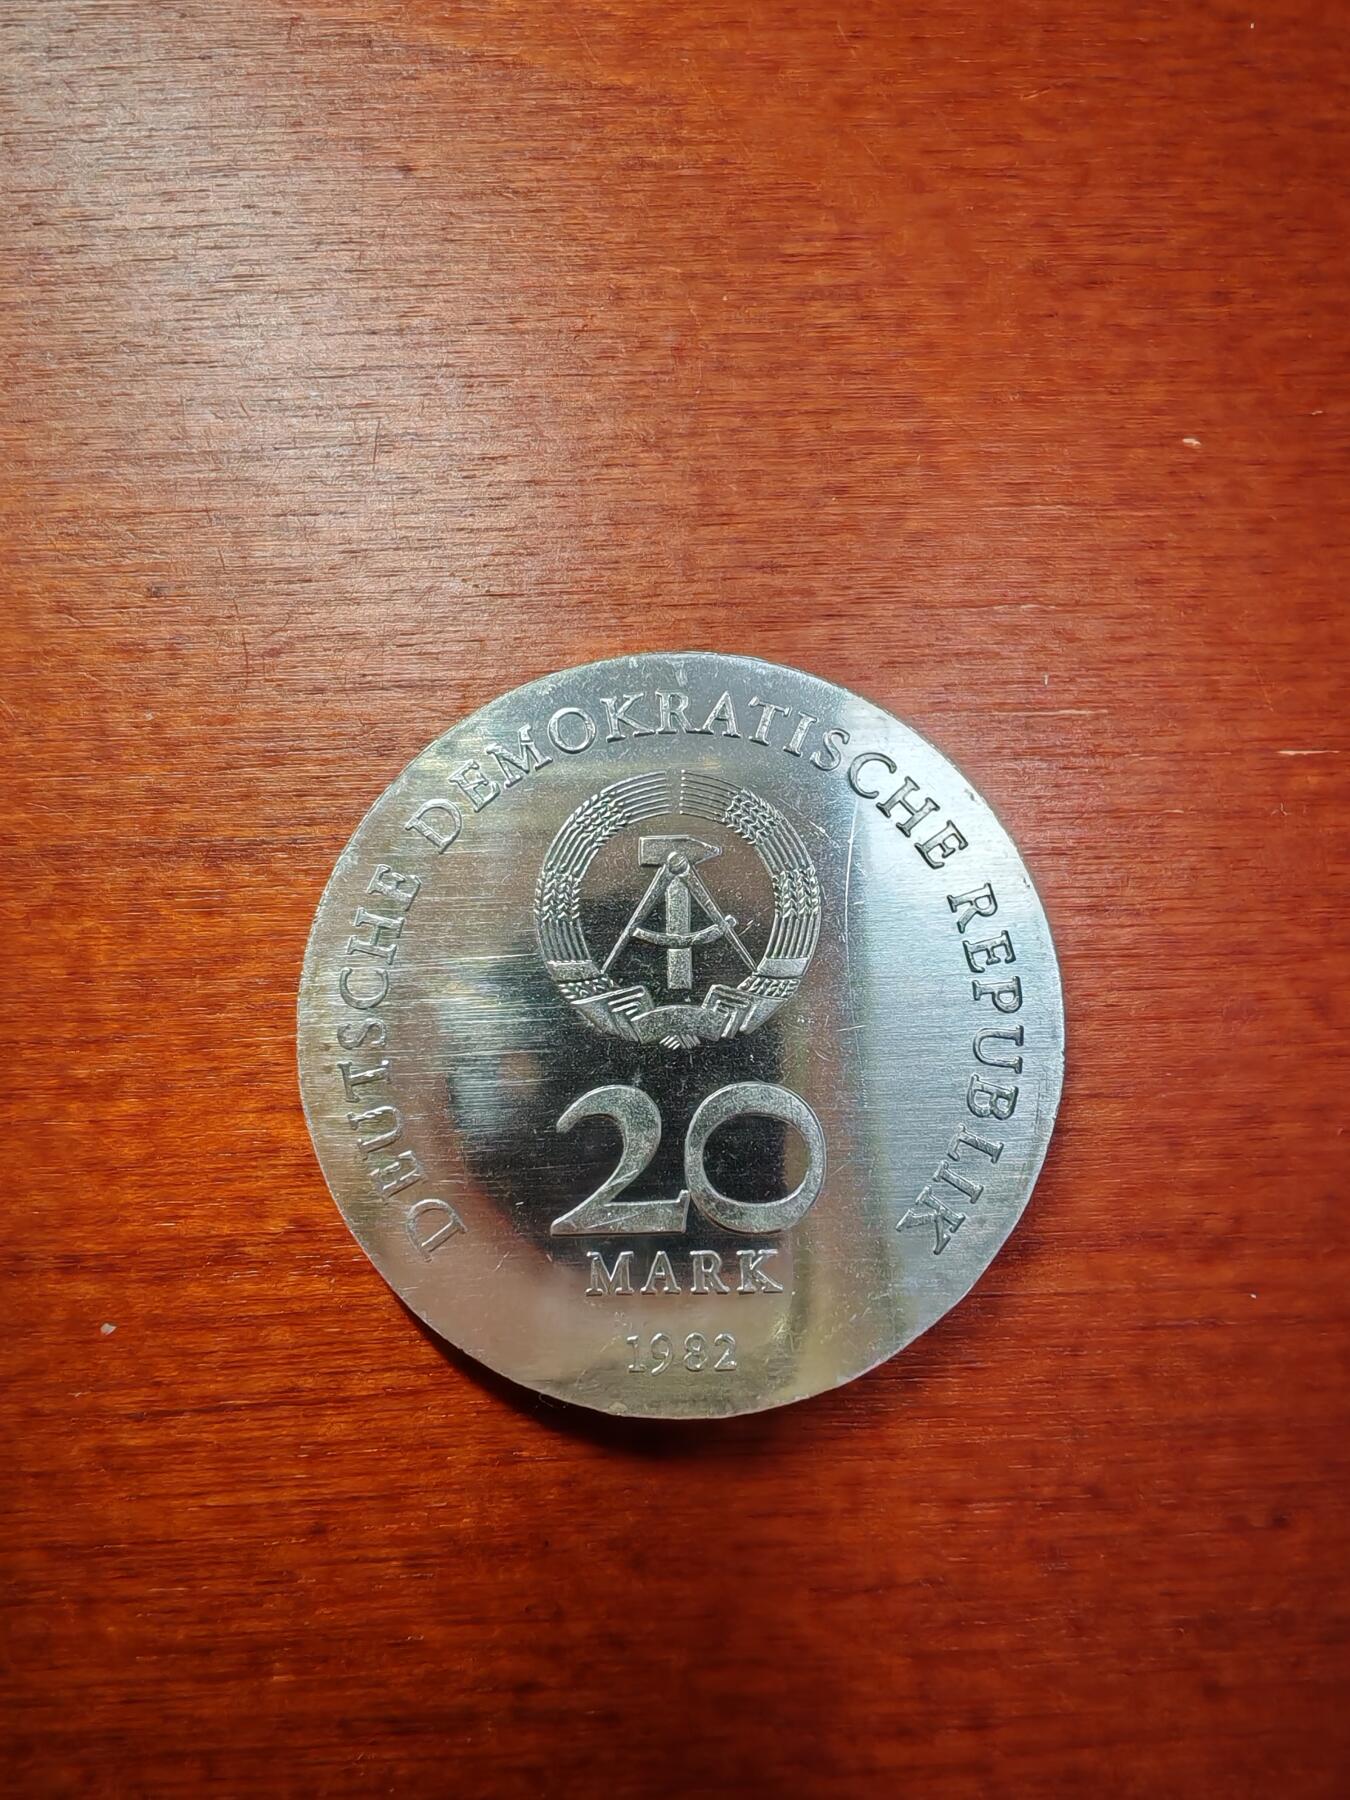 DEUTSCHE DEMOKRATISCHE REPUBLIK
20
MARK
1982